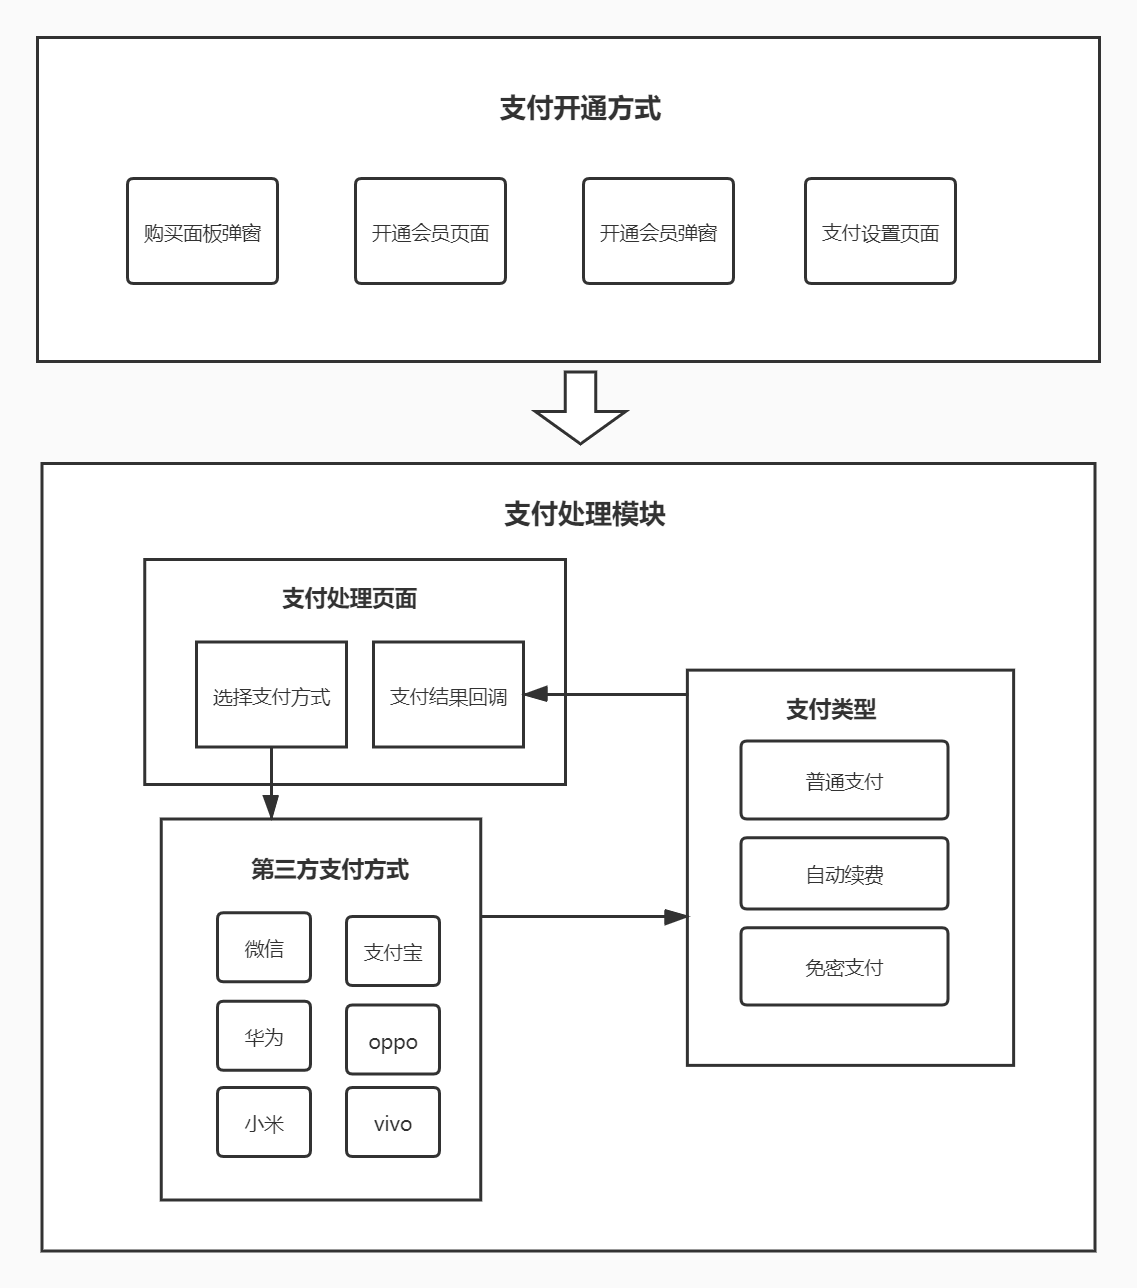 支付开通方式
购买面板弹窗
开通会员页面
开通会员弹窗
支付设置页面
支付处理模块
支付处理页面
选择支付方式
支付结果回调
支付类型
普通支付
自动续费
免密支付
第三方支付方式
微信
支付宝
华为
oppo
小米
vivo